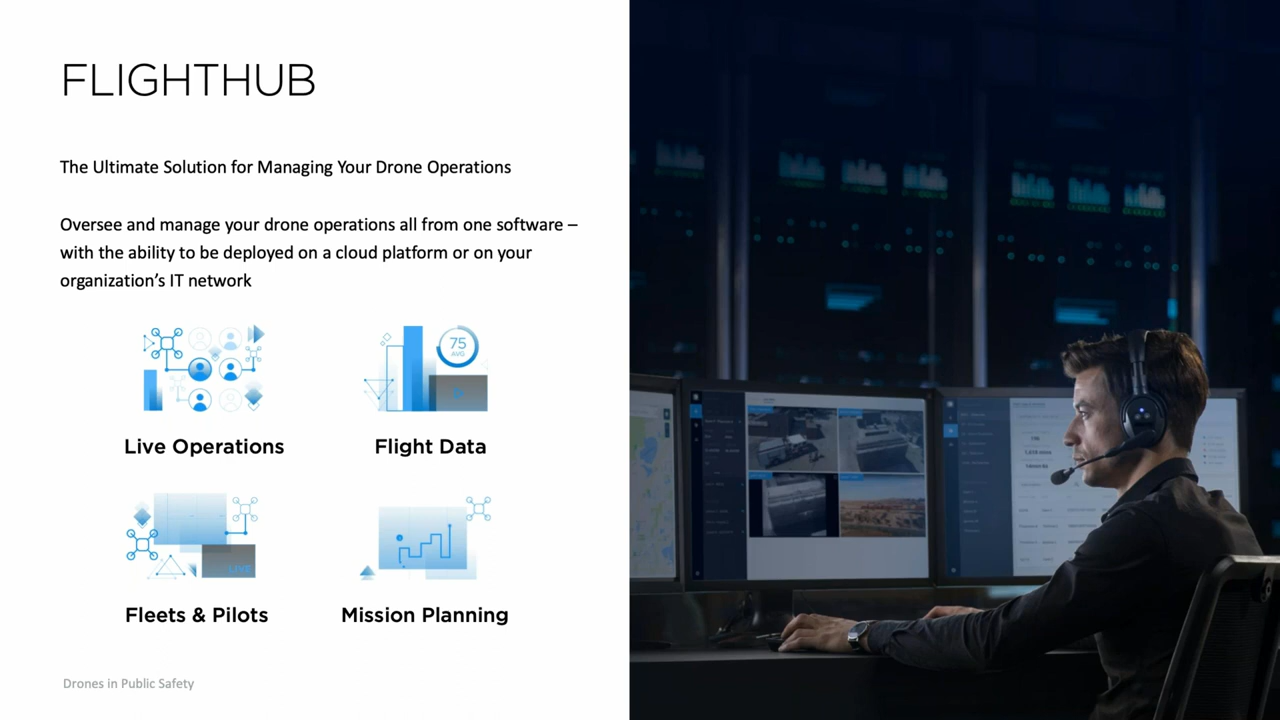 FLIGHTHUB
The Ultimate Solution for Managing Your Drone Operations
Oversee and manage your drone operations all from one software –
with the ability to be deployed on a cloud platform or on your
organization’s IT network
75
AVG
Live Operations
Flight Data
LIVE
Fleets & Pilots
Mission Planning
Drones in Public Safety